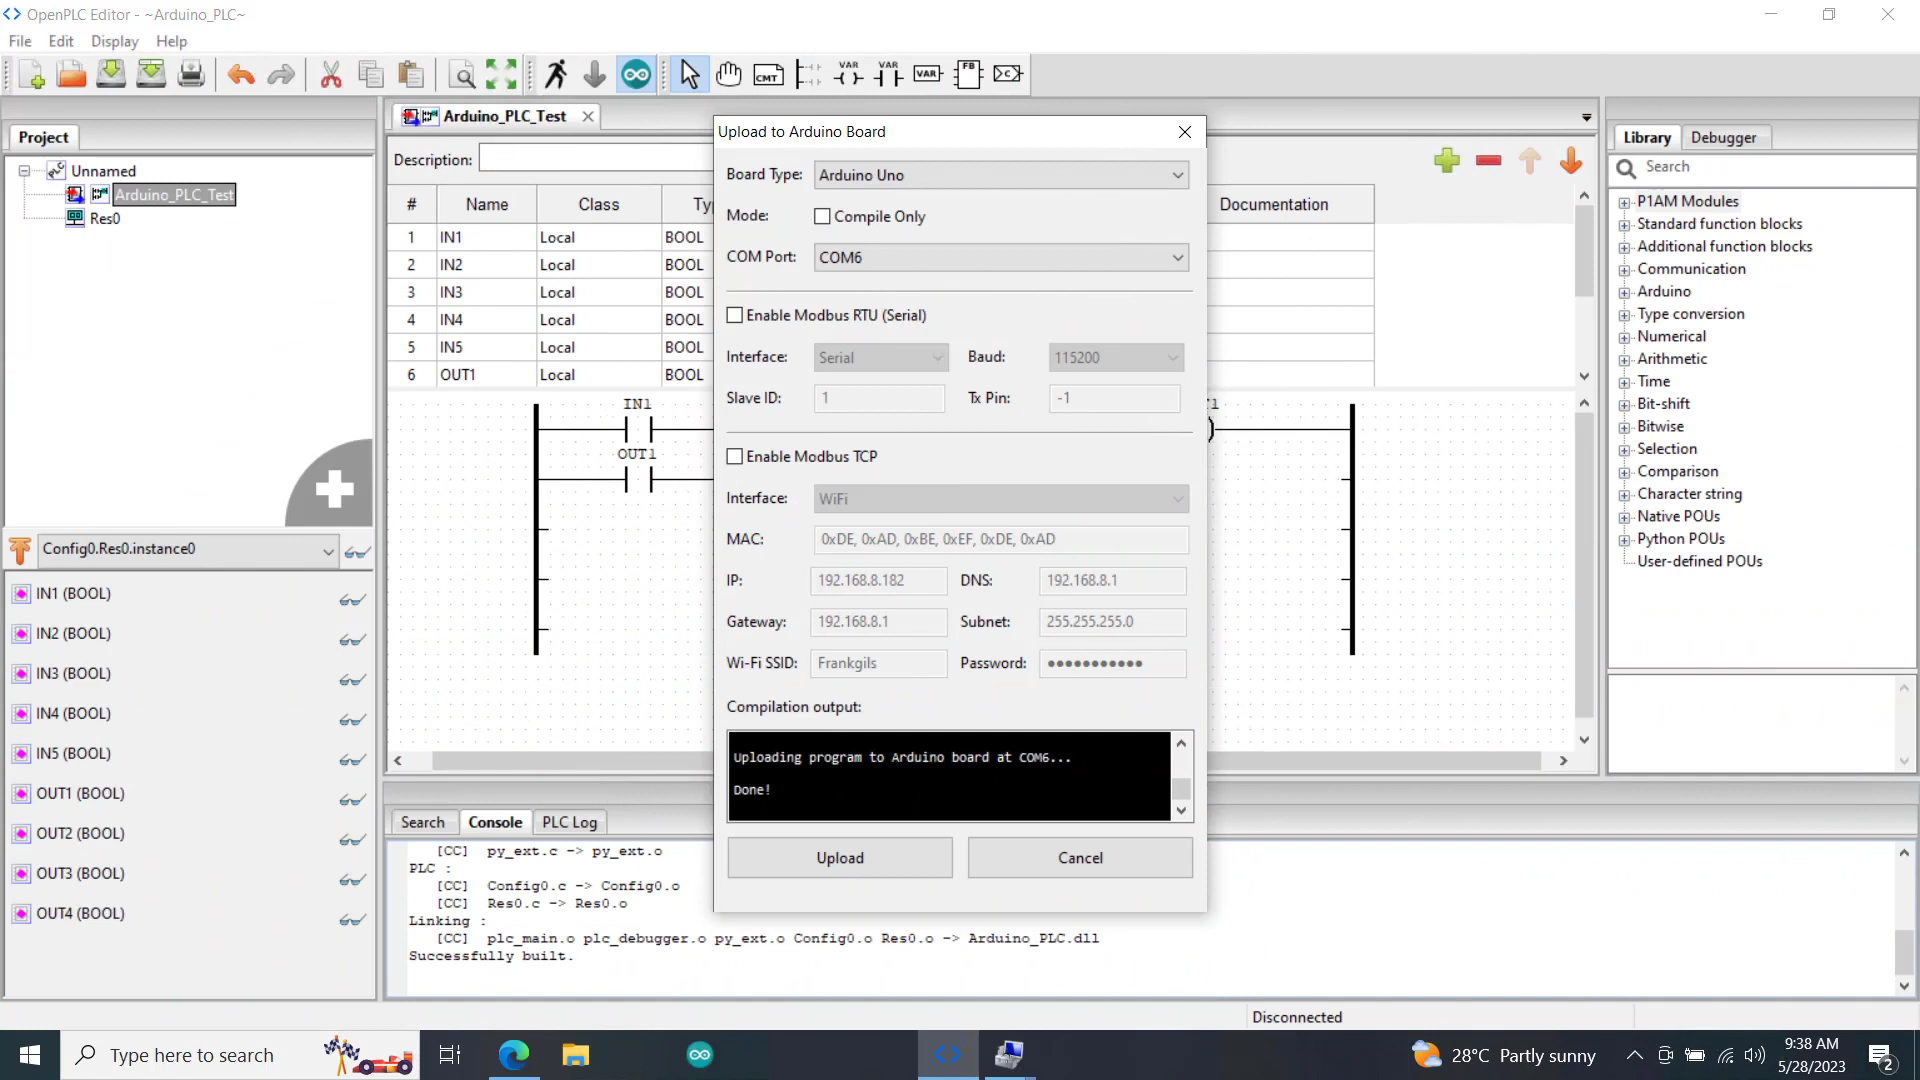 OpenPLC Editor - ~Arduino_PLC~
File Edit Display Help
CMT VAR VAR VAR FB C
Project
Unnamed
Arduino_PLC_Test
Res0
Config0.Res0.instance0
IN1 (BOOL)
IN2 (BOOL)
IN3 (BOOL)
IN4 (BOOL)
IN5 (BOOL)
OUT1 (BOOL)
OUT2 (BOOL)
OUT3 (BOOL)
OUT4 (BOOL)
Arduino_PLC_Test
Description:
# Name Class Documentation
1 IN1 Local BOOL
2 IN2 Local BOOL
3 IN3 Local BOOL
4 IN4 Local BOOL
5 IN5 Local BOOL
6 OUT1 Local BOOL
IN1
OUT1
Upload to Arduino Board
Board Type: Arduino Uno
Mode: Compile Only
COM Port: COM6
Enable Modbus RTU (Serial)
Interface: Serial Baud: 115200
Slave ID: 1 Tx Pin: -1
Enable Modbus TCP
Interface: WiFi
MAC: 0xDE, 0xAD, 0xBE, 0xEF, 0xDE, 0xAD
IP: 192.168.8.182 DNS: 192.168.8.1
Gateway: 192.168.8.1 Subnet: 255.255.255.0
Wi-Fi SSID: Frankgils Password: •••••••••••
Compilation output:
Uploading program to Arduino board at COM6...
Done!
Upload Cancel
Search Console PLC Log
[CC] py_ext.c -> py_ext.o
PLC :
[CC] Config0.c -> Config0.o
[CC] Res0.c -> Res0.o
Linking :
[CC] plc_main.o plc_debugger.o py_ext.o Config0.o Res0.o -> Arduino_PLC.dll
Successfully built.
Library Debugger
Search
P1AM Modules
Standard function blocks
Additional function blocks
Communication
Arduino
Type conversion
Numerical
Arithmetic
Time
Bit-shift
Bitwise
Selection
Comparison
Character string
Native POUs
Python POUs
User-defined POUs
Disconnected
Type here to search
28°C Partly sunny
9:38 AM
5/28/2023
2